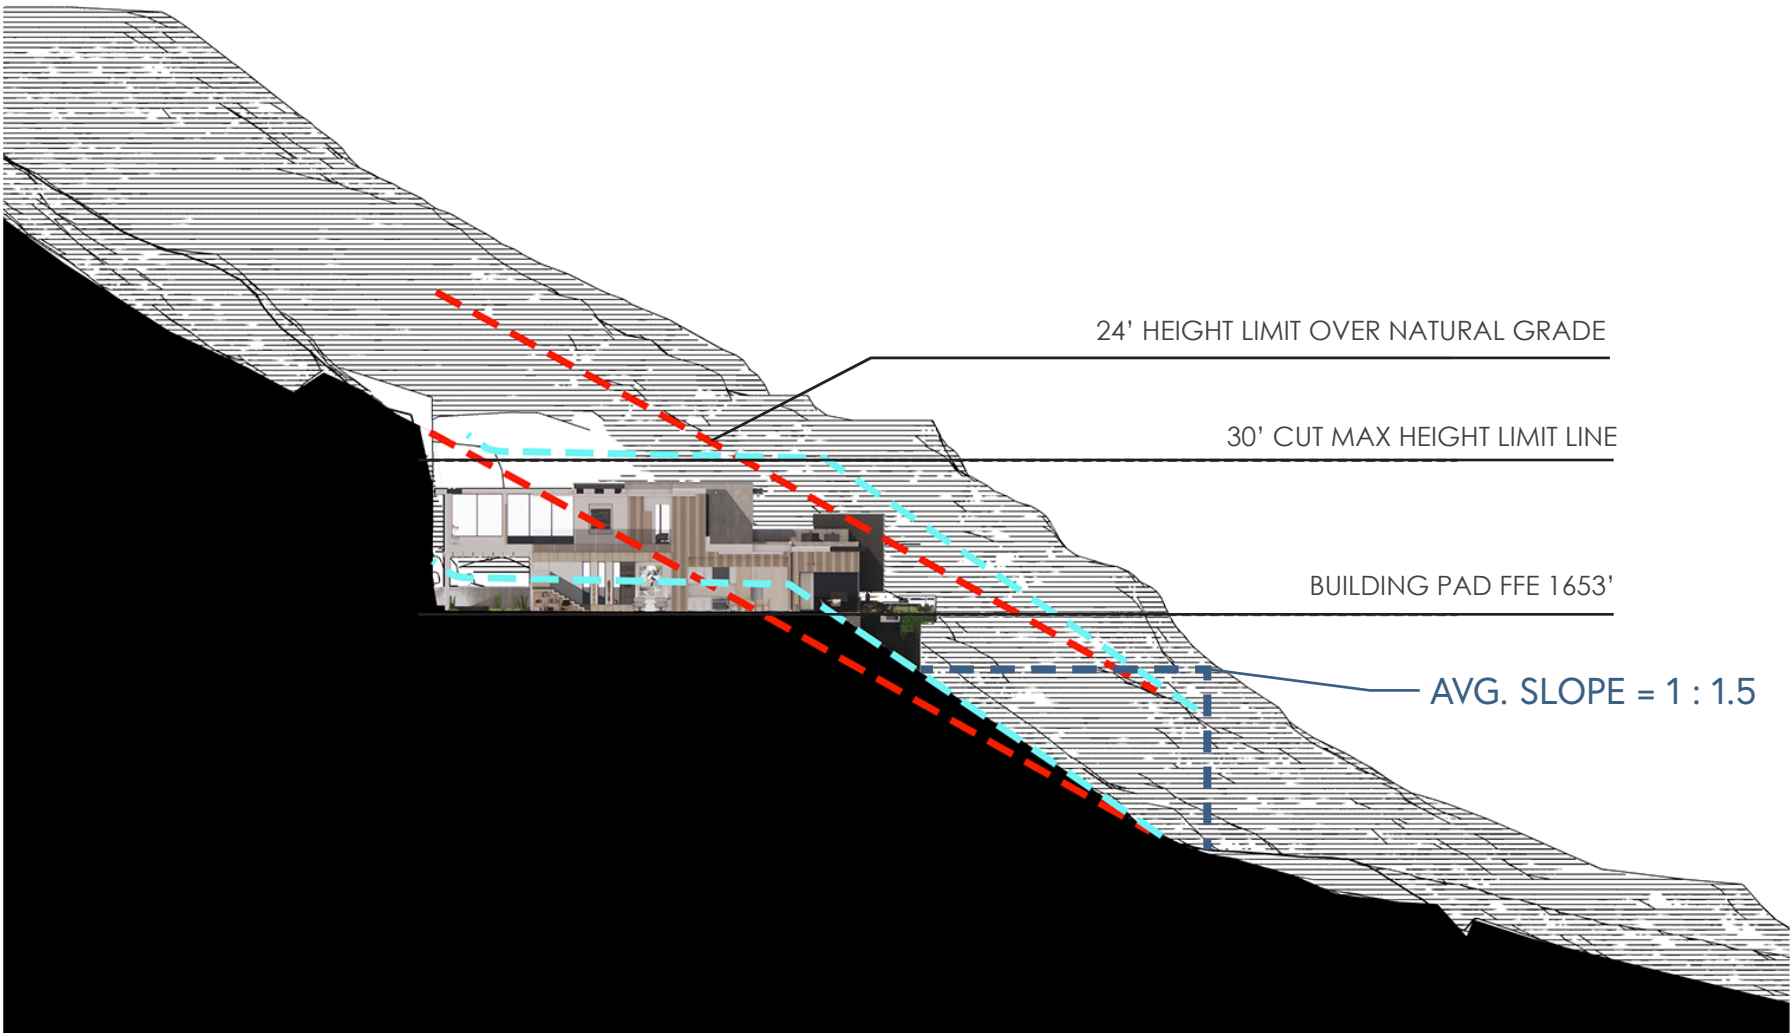 24’ HEIGHT LIMIT OVER NATURAL GRADE
30’ CUT MAX HEIGHT LIMIT LINE
BUILDING PAD FFE 1653’
AVG. SLOPE = 1 : 1.5